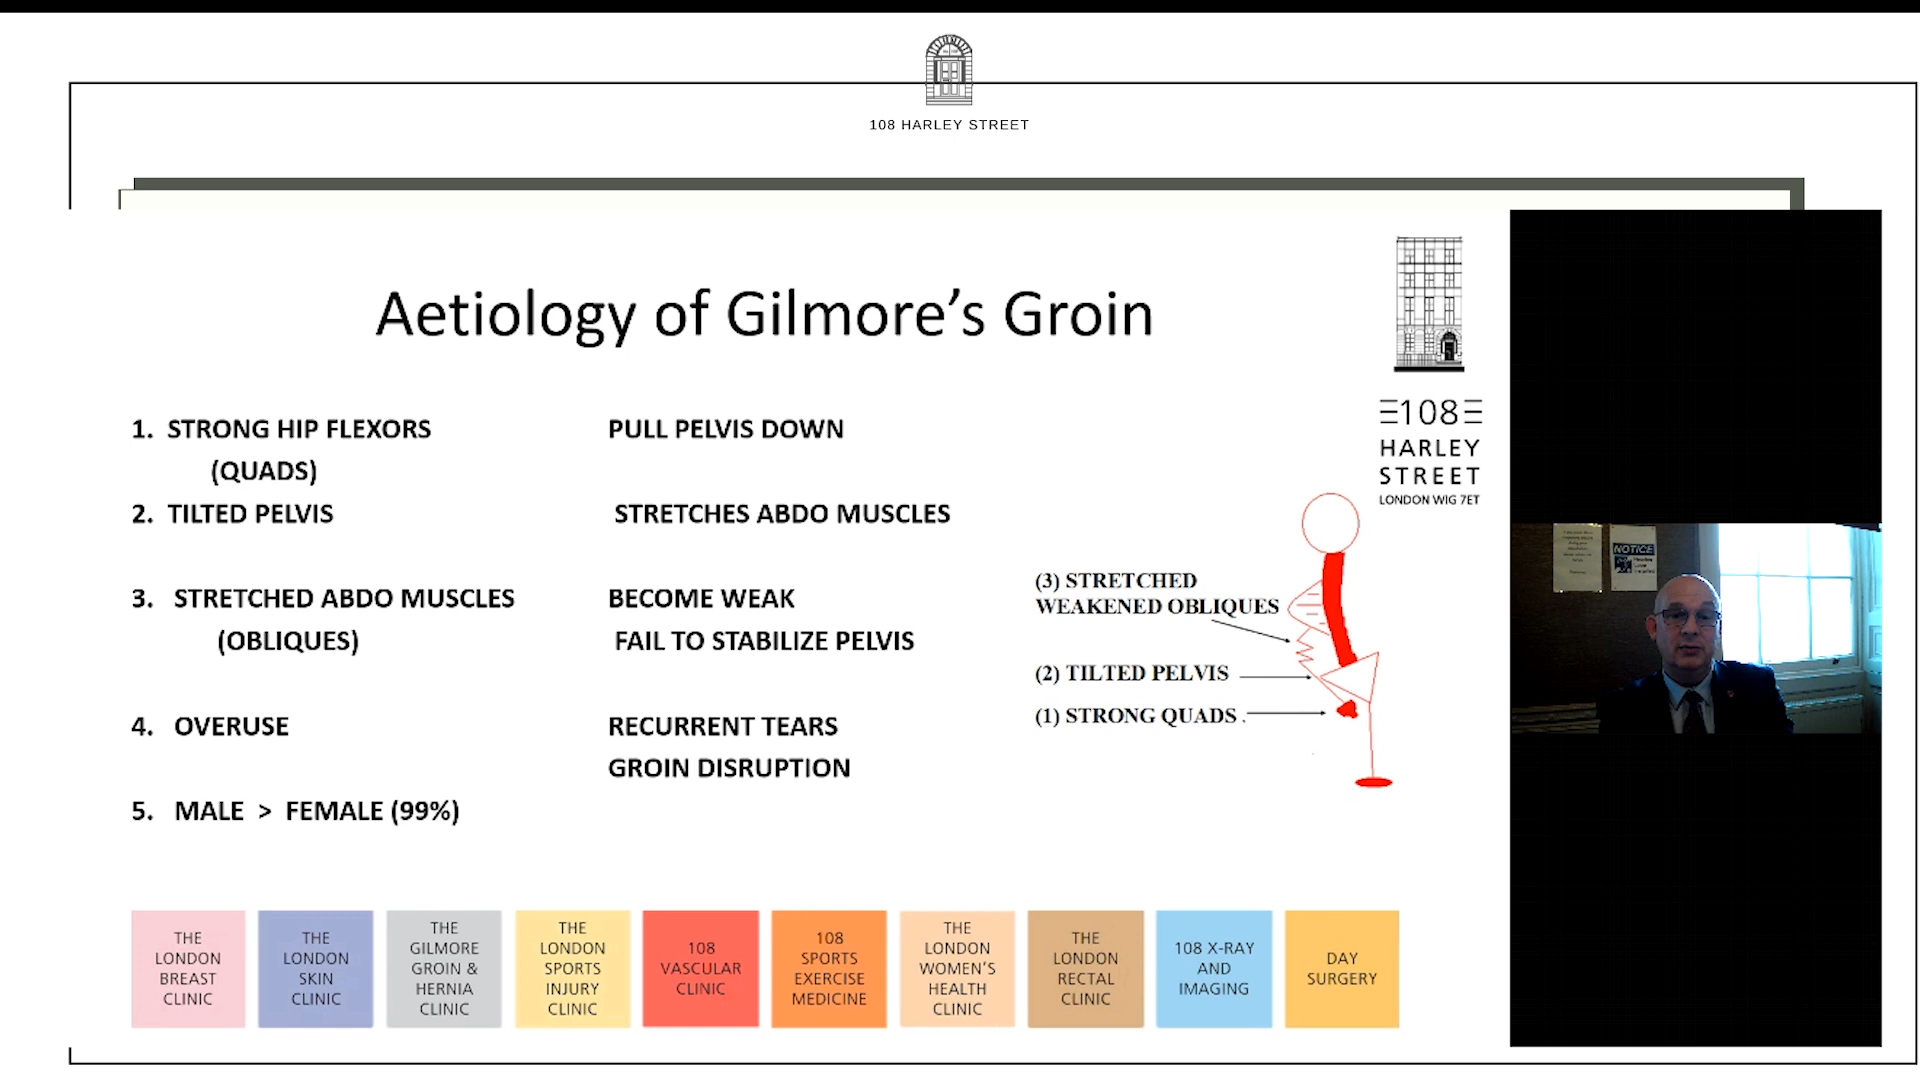 108 HARLEY STREET
Aetiology of Gilmore's Groin
1. STRONG HIP FLEXORS PULL PELVIS DOWN
(QUADS)
2. TILTED PELVIS STRETCHES ABDO MUSCLES
3. STRETCHED ABDO MUSCLES BECOME WEAK
(OBLIQUES) FAIL TO STABILIZE PELVIS
4. OVERUSE RECURRENT TEARS
GROIN DISRUPTION
5. MALE > FEMALE (99%)
108
HARLEY
STREET
LONDON W1G 7ET
(3) STRETCHED
WEAKENED OBLIQUES
(2) TILTED PELVIS
(1) STRONG QUADS .
NOTICE
THE
LONDON
BREAST
CLINIC
THE
LONDON
SKIN
CLINIC
THE
GILMORE
GROIN &
HERNIA
CLINIC
THE
LONDON
SPORTS
INJURY
CLINIC
108
VASCULAR
CLINIC
108
SPORTS
EXERCISE
MEDICINE
THE
LONDON
WOMEN'S
HEALTH
CLINIC
THE
LONDON
RECTAL
CLINIC
108 X-RAY
AND
IMAGING
DAY
SURGERY